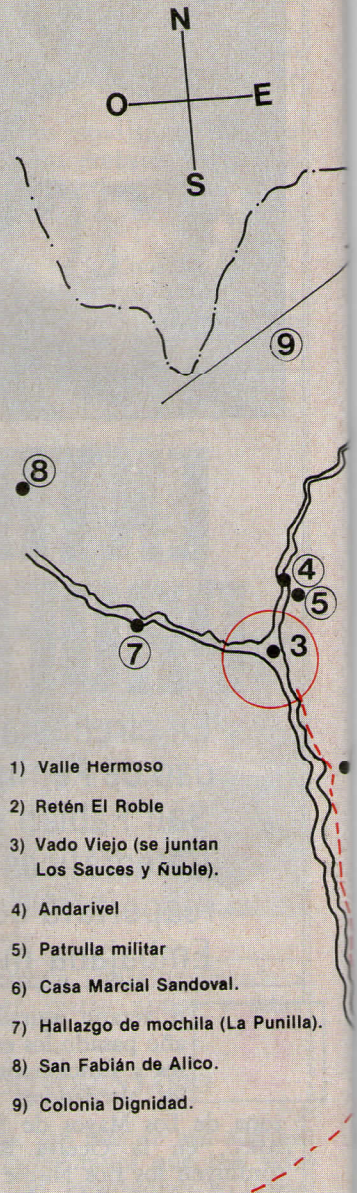 N
O E
S
9
8
4
5
3
7
1) Valle Hermoso
2) Retén El Roble
3) Vado Viejo (se juntan
Los Sauces y Ñuble).
4) Andarivel
5) Patrulla militar
6) Casa Marcial Sandoval.
7) Hallazgo de mochila (La Punilla).
8) San Fabián de Alico.
9) Colonia Dignidad.